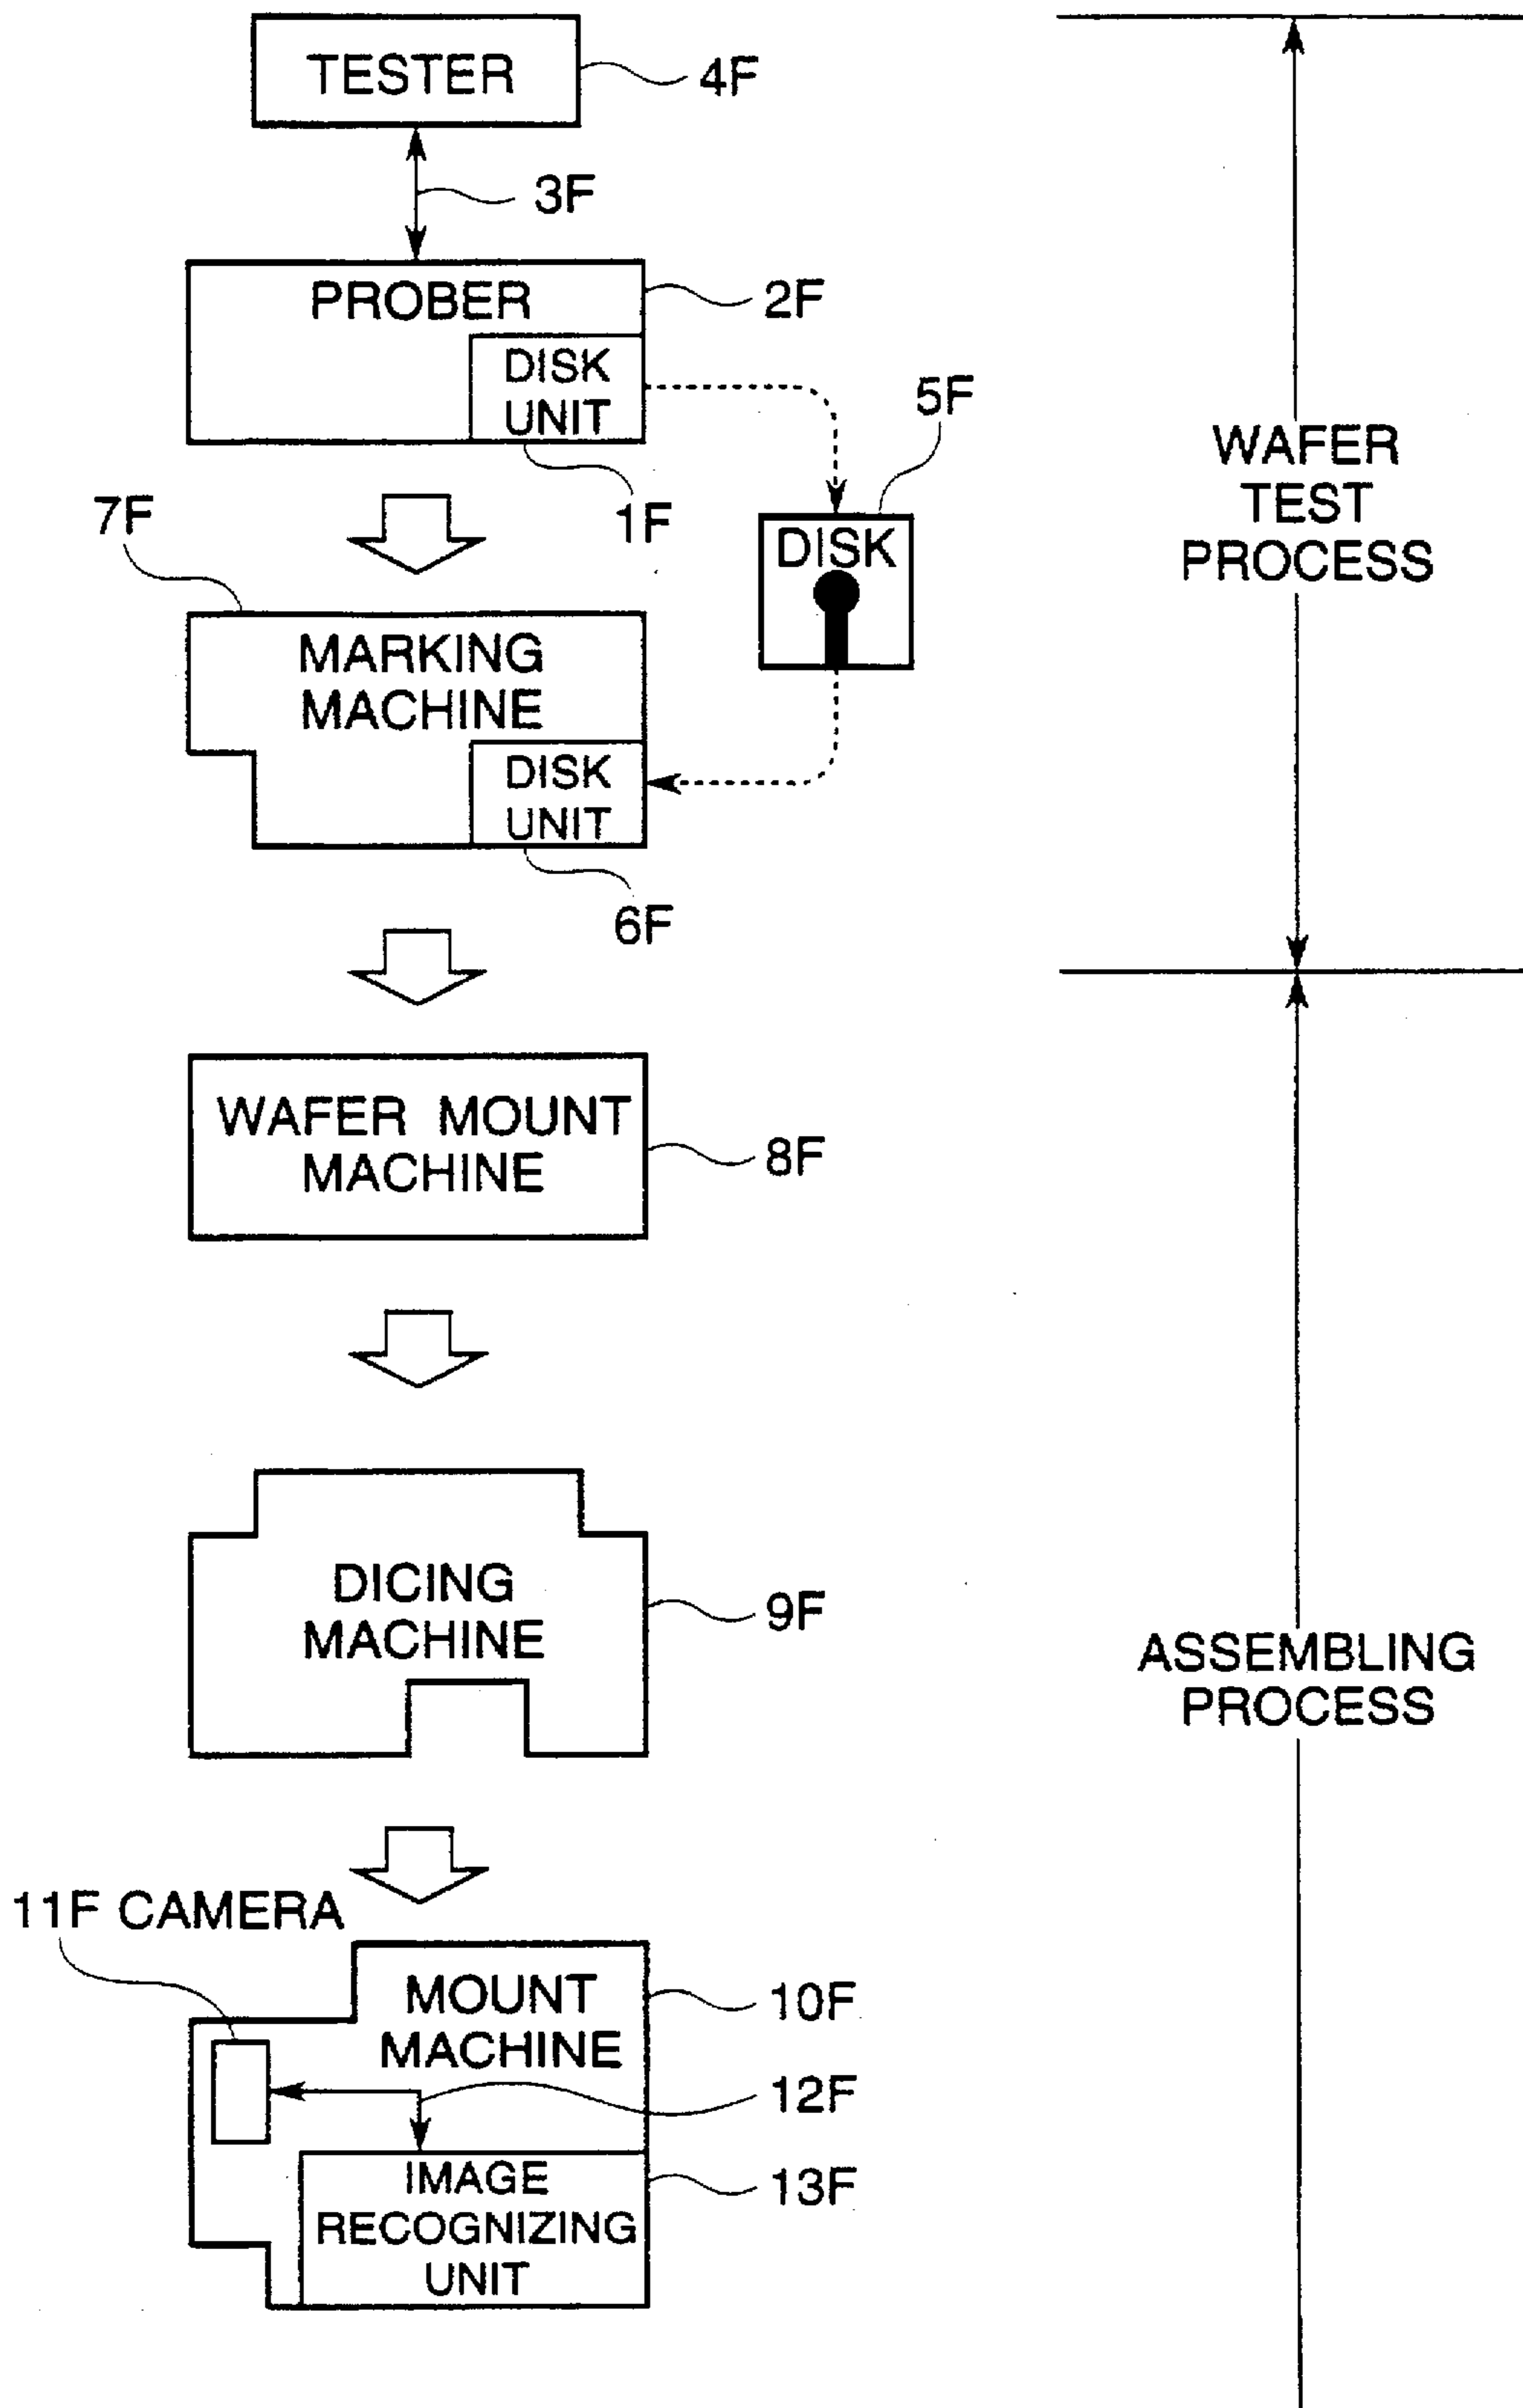 TESTER
4F
3F
PROBER
2F
DISK
UNIT
1F
5F
DISK
7F
MARKING
MACHINE
DISK
UNIT
6F
WAFER
TEST
PROCESS
WAFER MOUNT
MACHINE
8F
DICING
MACHINE
9F
ASSEMBLING
PROCESS
11F CAMERA
MOUNT
MACHINE
10F
12F
IMAGE
RECOGNIZING
UNIT
13F